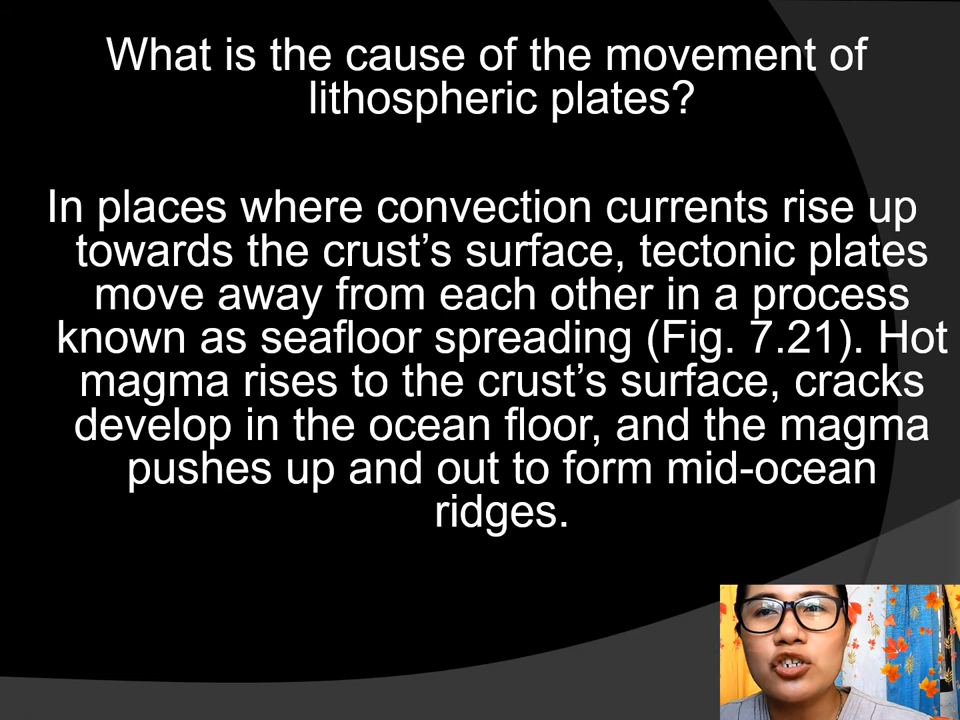 What is the cause of the movement of
lithospheric plates?
In places where convection currents rise up
towards the crust’s surface, tectonic plates
move away from each other in a process
known as seafloor spreading (Fig. 7.21). Hot
magma rises to the crust’s surface, cracks
develop in the ocean floor, and the magma
pushes up and out to form mid-ocean
ridges.